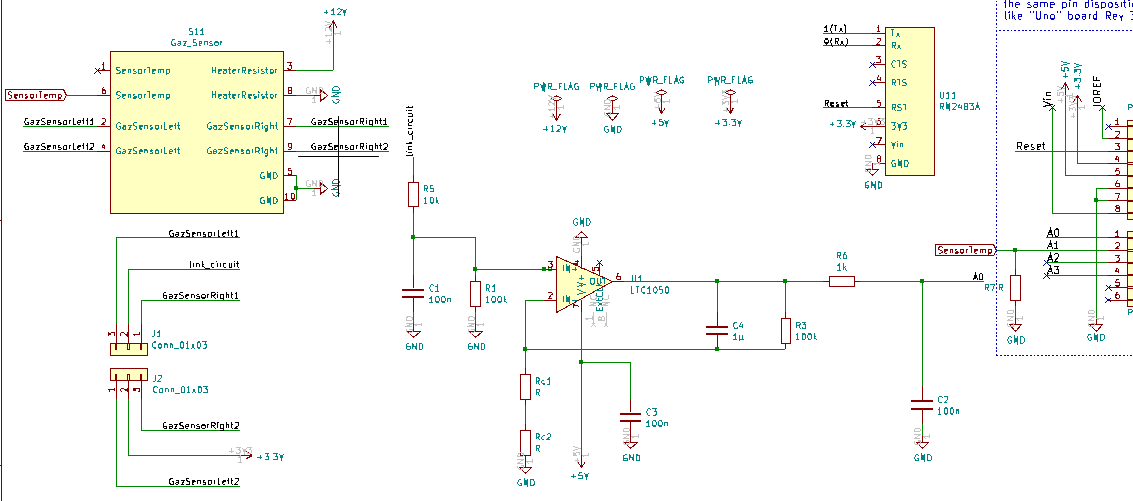 the same pin dispositi
like "Uno" board Rev 3
+12V
S11
Gaz_Sensor
1 SensorTemp HeaterResistor 3
SensorTemp 6 SensorTemp HeaterResistor 8 GND
GazSensorLeft1 2 GazSensorLeft GazSensorRight 7 GazSensorRight1
GazSensorLeft2 4 GazSensorLeft GazSensorRight 9 GazSensorRight2
GND 5
GND
GND 10
link_circuit
R5
10k
PWR_FLAG PWR_FLAG PWR_FLAG PWR_FLAG
+12V GND +5V +3.3V
1(Tx) 1 Tx
0(Rx) 2 Rx
3 CTS
4 RTS
Reset 5 RST
+3.3V 6 3V3
7 Vin
8 GND
GND
U11
RN2483A
Vin +5V +3.3V IOREF
P
1
2
Reset 3
4
5
6
7
8
A0 1
A1 2
A2 3
A3 4
5
6
P
SensorTemp
R7 R
GND
GND
GazSensorLeft1
link_circuit
GazSensorRight1
3 2 1
J1
Conn_01x03
J2
Conn_01x03
1 2 3
GazSensorRight2
+3.3V
GazSensorLeft2
C1
100n
GND
R1
100k
GND
GND
3 IN+
2 IN-
4
5
OUT 6
V-
V+
7
U1
LTC1050
R6
1k
A0
C4
1µ
R3
100k
Rc1
R
Rc2
R
GND
C3
100n
GND
+5V
C2
100n
GND